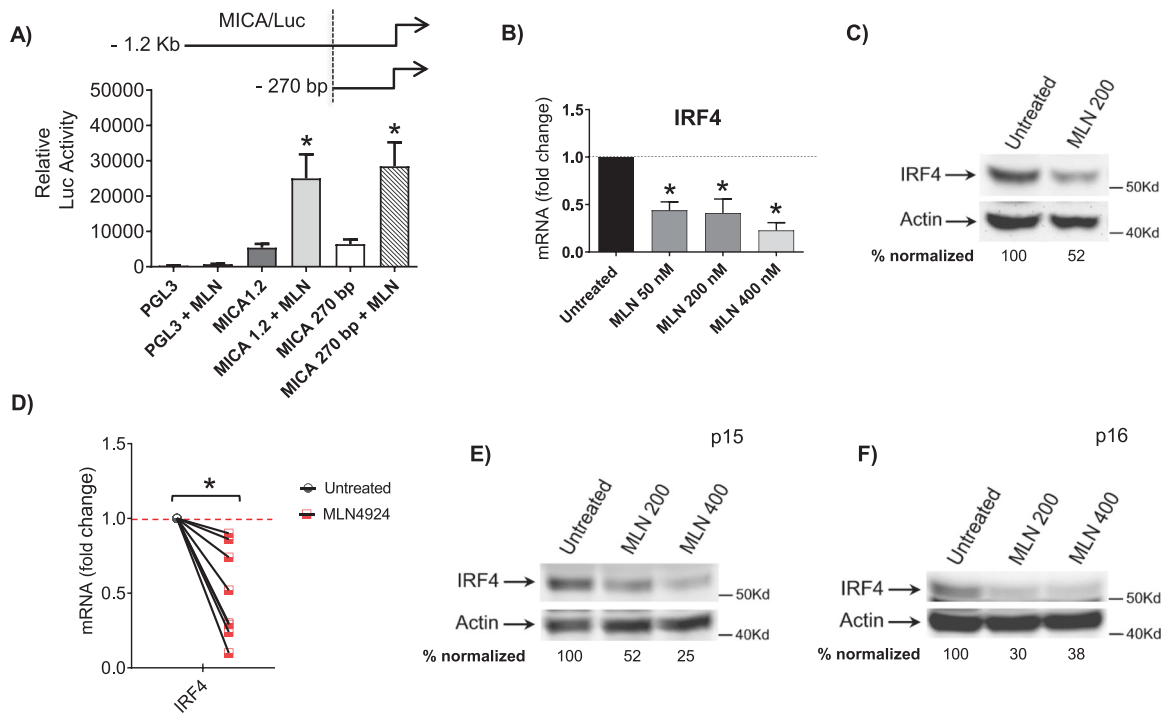 A)
MICA/Luc
- 1.2 Kb
- 270 bp
Relative
Luc Activity
50000
40000
30000
20000
10000
0
*
*
PGL3
PGL3 + MLN
MICA1.2
MICA 1.2 + MLN
MICA 270 bp
MICA 270 bp + MLN
B)
IRF4
mRNA (fold change)
1.5
1.0
0.5
0.0
*
*
*
Untreated
MLN 50 nM
MLN 200 nM
MLN 400 nM
C)
Untreated
MLN 200
IRF4
50Kd
Actin
40Kd
% normalized 100 52
D)
mRNA (fold change)
1.5
1.0
0.5
0.0
*
IRF4
Untreated
MLN4924
E)
p15
Untreated
MLN 200
MLN 400
IRF4
50Kd
Actin
40Kd
% normalized 100 52 25
F)
p16
Untreated
MLN 200
MLN 400
IRF4
50Kd
Actin
40Kd
% normalized 100 30 38